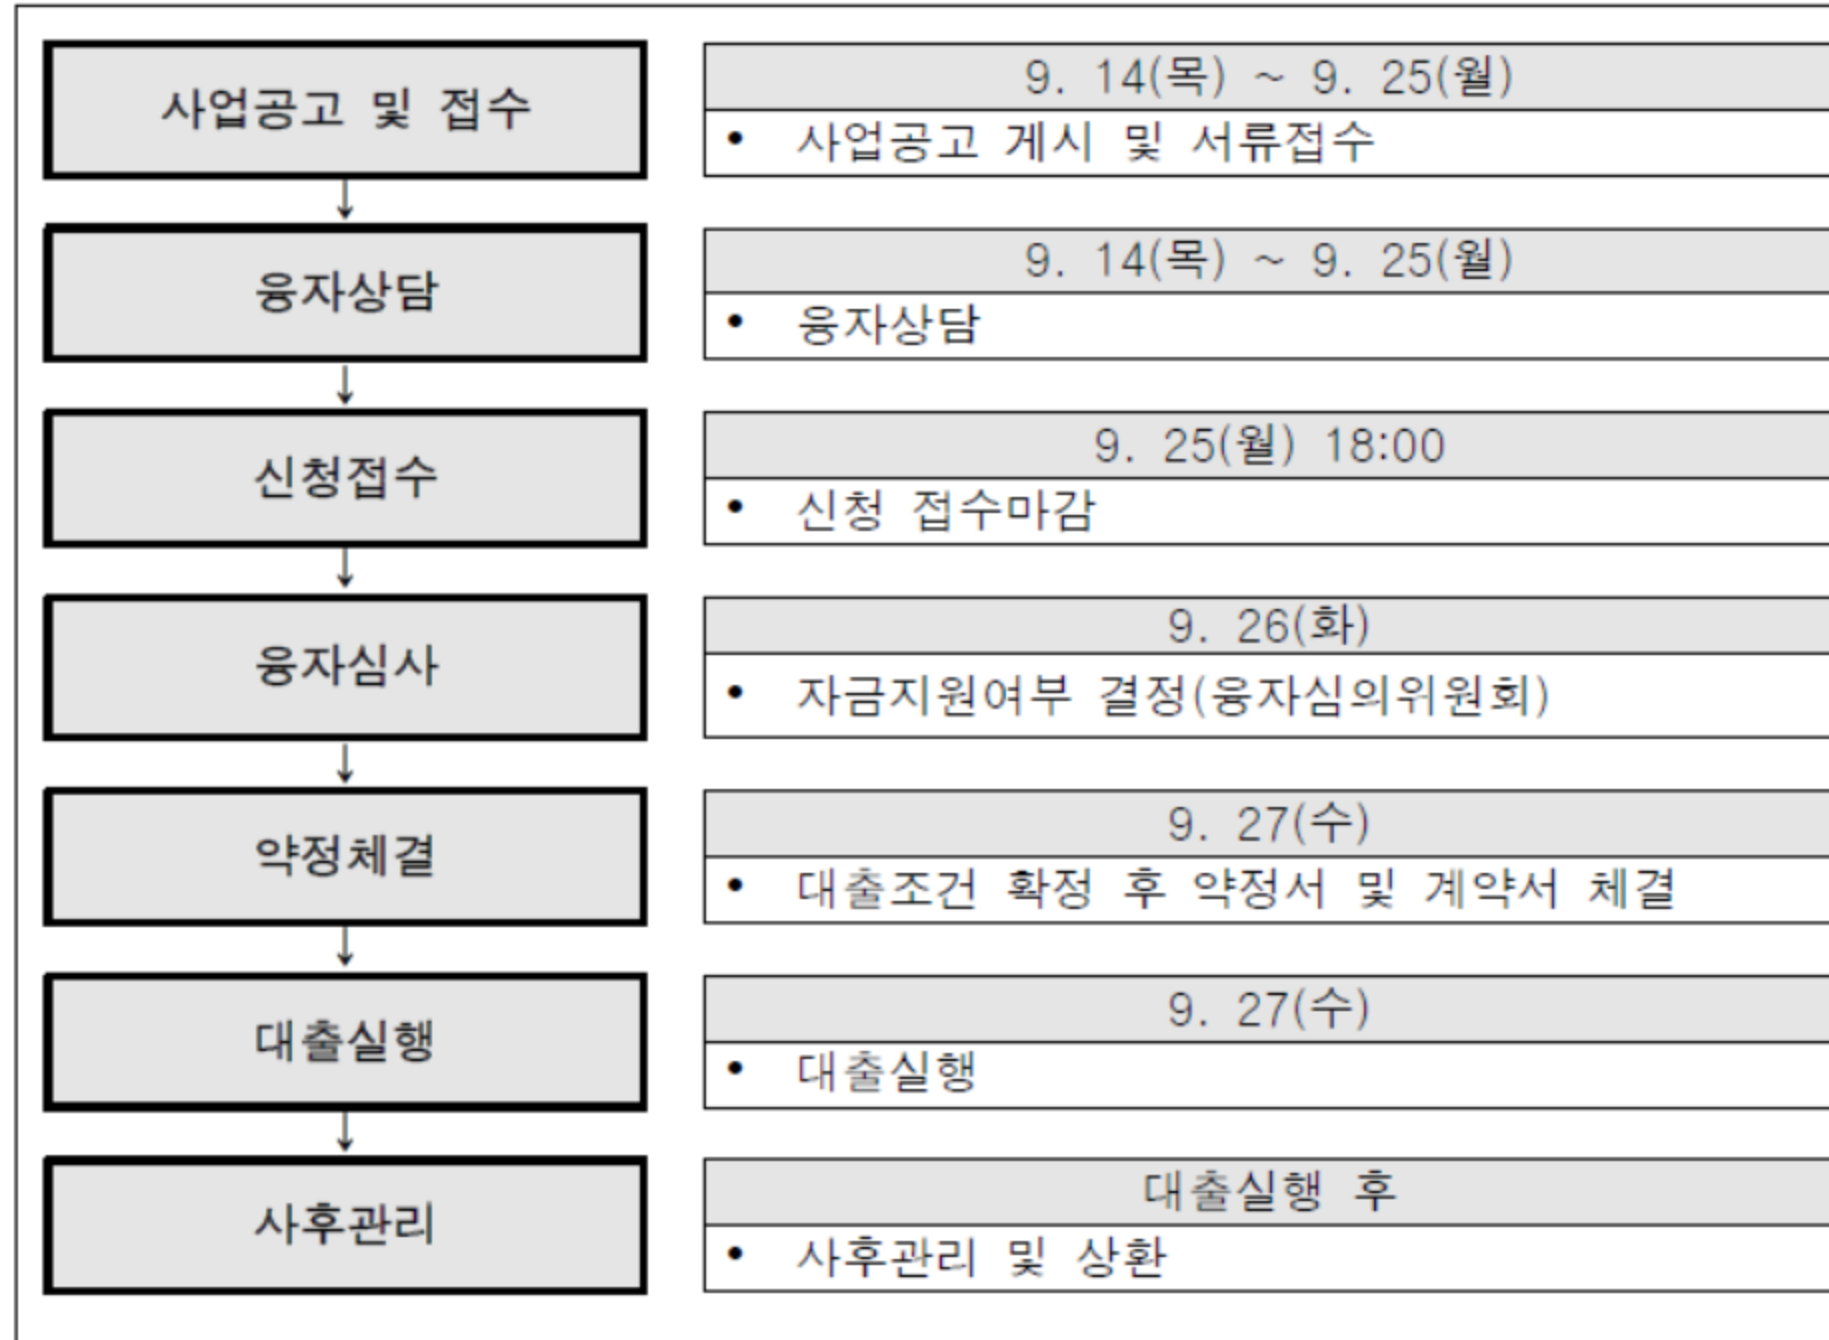 사업공고 및 접수
9. 14(목) ~ 9. 25(월)
• 사업공고 게시 및 서류접수
↓
융자상담
9. 14(목) ~ 9. 25(월)
• 융자상담
↓
신청접수
9. 25(월) 18:00
• 신청 접수마감
↓
융자심사
9. 26(화)
• 자금지원여부 결정(융자심의위원회)
↓
약정체결
9. 27(수)
• 대출조건 확정 후 약정서 및 계약서 체결
↓
대출실행
9. 27(수)
• 대출실행
↓
사후관리
대출실행 후
• 사후관리 및 상환